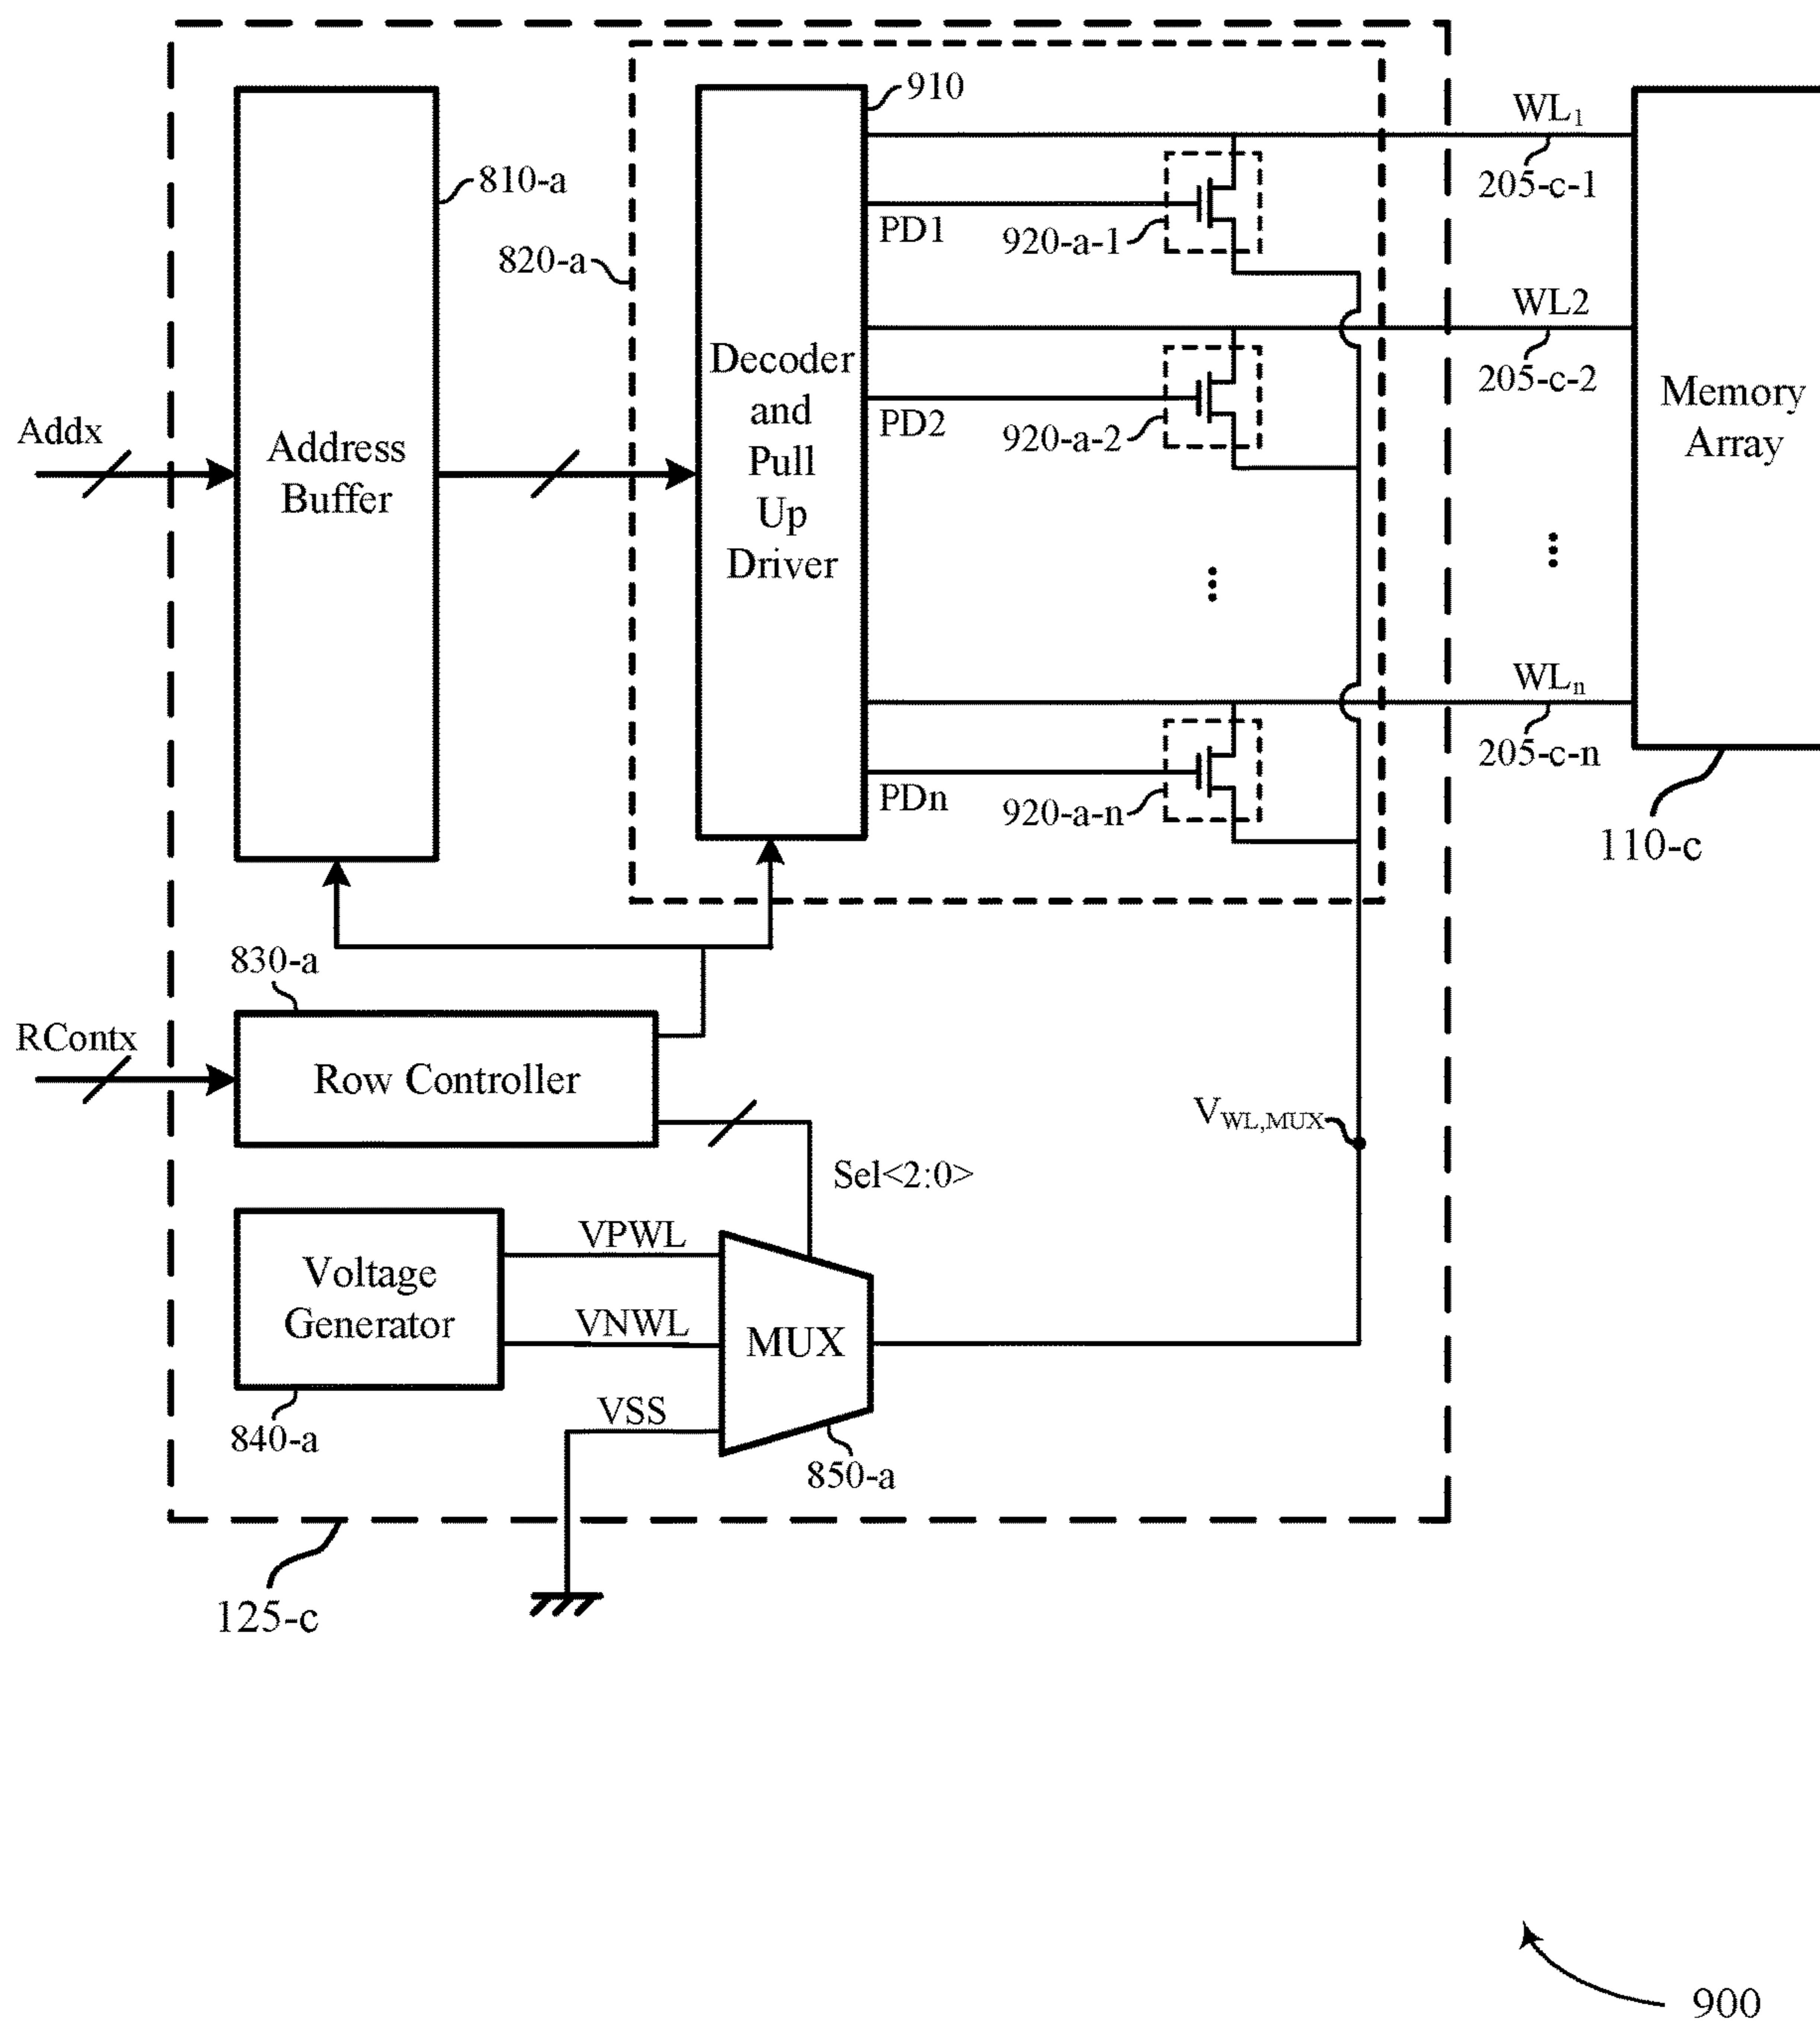 910
WL1
810-a
205-c-1
PD1
920-a-1
820-a
WL2
Decoder
and
Pull
Up
Driver
205-c-2
Memory
Array
PD2
920-a-2
Addx
Address
Buffer
⋮
⋮
WLn
205-c-n
PDn
920-a-n
110-c
830-a
RContx
Row Controller
VWL,MUX
Sel<2:0>
VPWL
Voltage
Generator
VNWL
MUX
VSS
840-a
850-a
125-c
900